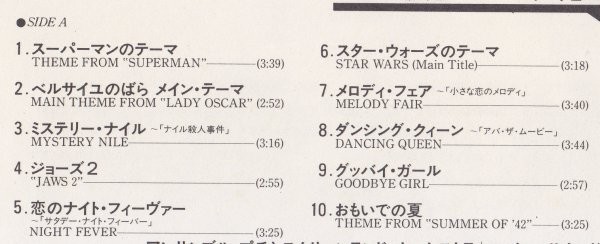 ●SIDE A
1.スーパーマンのテーマ
THEME FROM "SUPERMAN"(3:39)
2.ベルサイユのばら メイン・テーマ
MAIN THEME FROM "LADY OSCAR" (2:52)
3.ミステリー・ナイル ～「ナイル殺人事件」
MYSTERY NILE(3:16)
4.ジョーズ2
"JAWS 2"(2:55)
5.恋のナイト・フィーヴァー
～「サタデー・ナイト・フィーバー」
NIGHT FEVER(3:25)
6.スター・ウォーズのテーマ
STAR WARS (Main Title)(3:18)
7.メロディ・フェア ～「小さな恋のメロディ」
MELODY FAIR(3:40)
8.ダンシング・クィーン ～「アバ・ザ・ムービー」
DANCING QUEEN(3:44)
9.グッバイ・ガール
GOODBYE GIRL(2:57)
10.おもいでの夏
THEME FROM "SUMMER OF '42"(3:25)